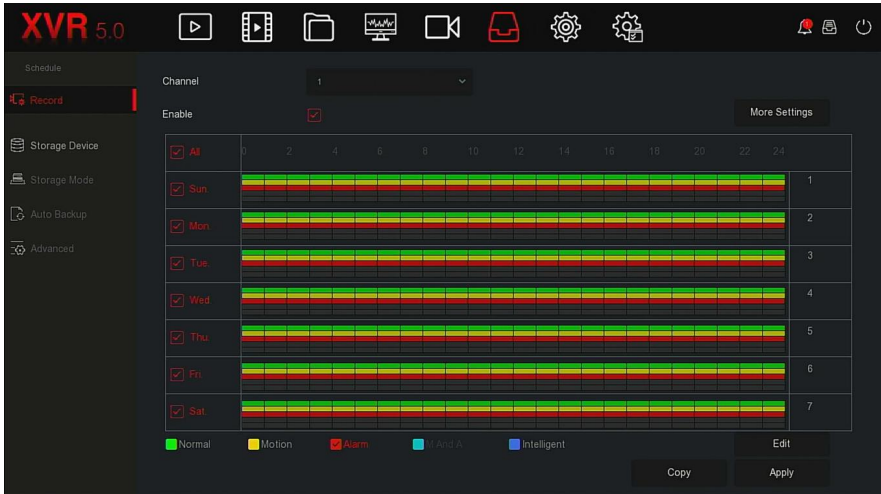 XVR 5.0
1
Schedule
Record
Storage Device
Storage Mode
Auto Backup
Advanced
Channel 1
Enable
More Settings
All 0 2 4 6 8 10 12 14 16 18 20 22 24
Sun. 1
Mon. 2
Tue. 3
Wed. 4
Thu. 5
Fri. 6
Sat. 7
Normal Motion Alarm M And A Intelligent Edit
Copy Apply